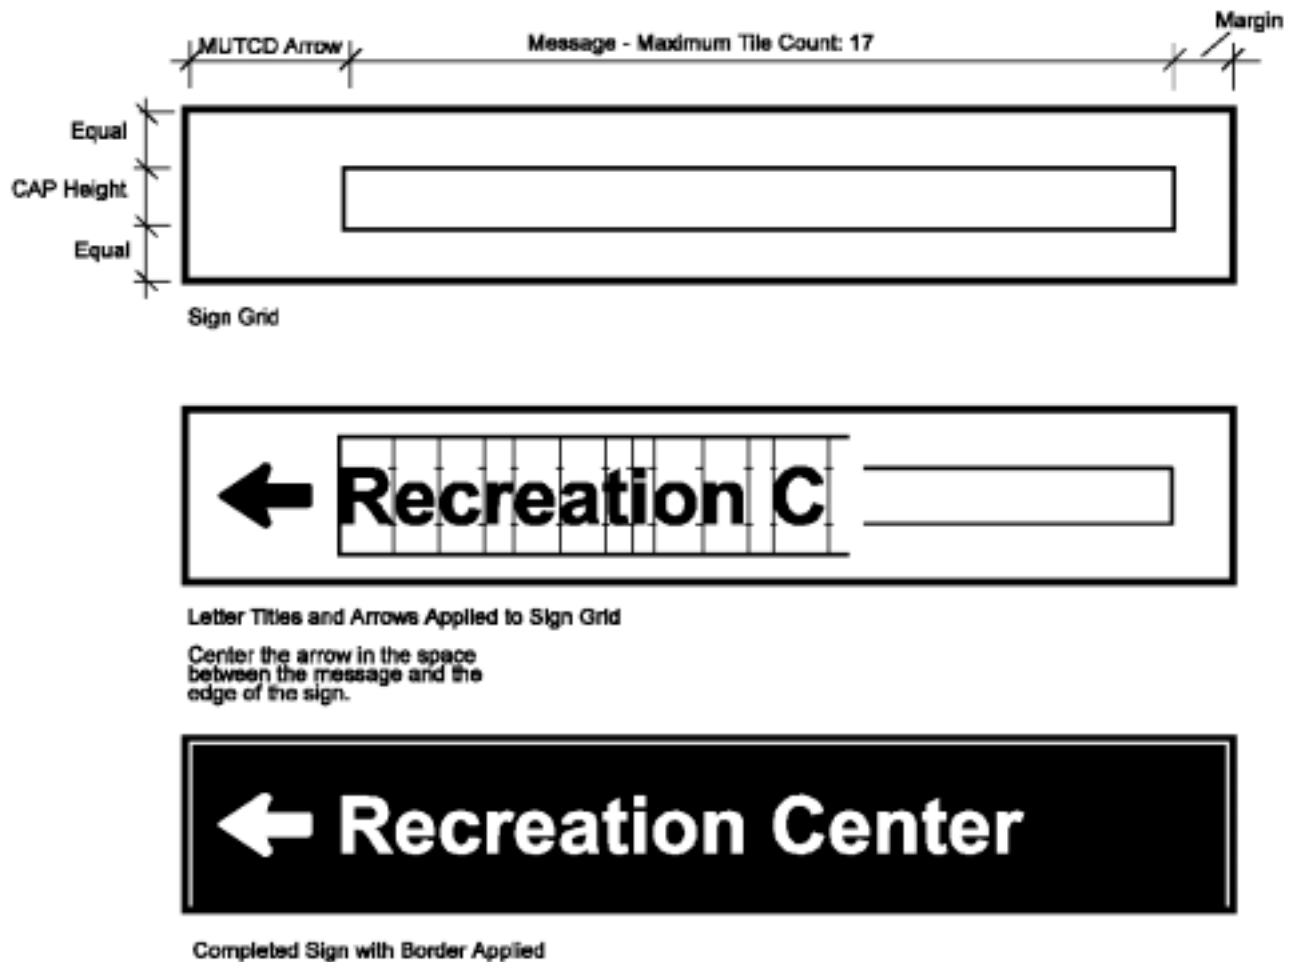 Margin
MUTCD Arrow
Message - Maximum Tile Count: 17
Equal
CAP Height
Equal
Sign Grid
Recreation C
Letter Titles and Arrows Applied to Sign Grid
Center the arrow in the space
between the message and the
edge of the sign.
Recreation Center
Completed Sign with Border Applied